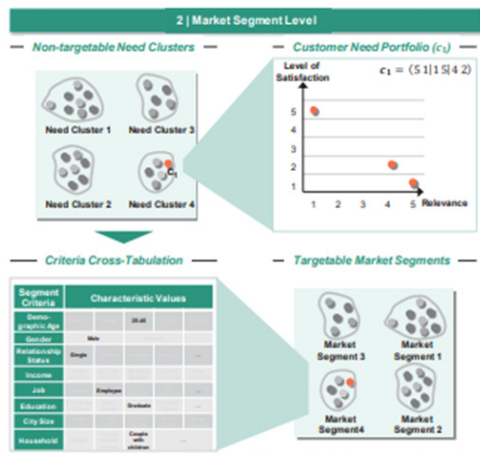 2 | Market Segment Level
Non-targetable Need Clusters
Customer Need Portfolio (c₁)
Need Cluster 1
Need Cluster 3
Need Cluster 2
Need Cluster 4
C₁
Level of
Satisfaction
c₁ = (5 1|1 5|4 2)
5
4
3
2
1
1 2 3 4 5 Relevance
Criteria Cross-Tabulation
Targetable Market Segments
Segment
Criteria
Characteristic Values
Demo-
graphic Age
Gender
Male
Relationship
Status
Single
...
Income
Job
Employee
...
Education
Graduate
...
City Size
Household
Couple
with
children
...
Market
Segment 3
Market
Segment 1
Market
Segment4
Market
Segment 2